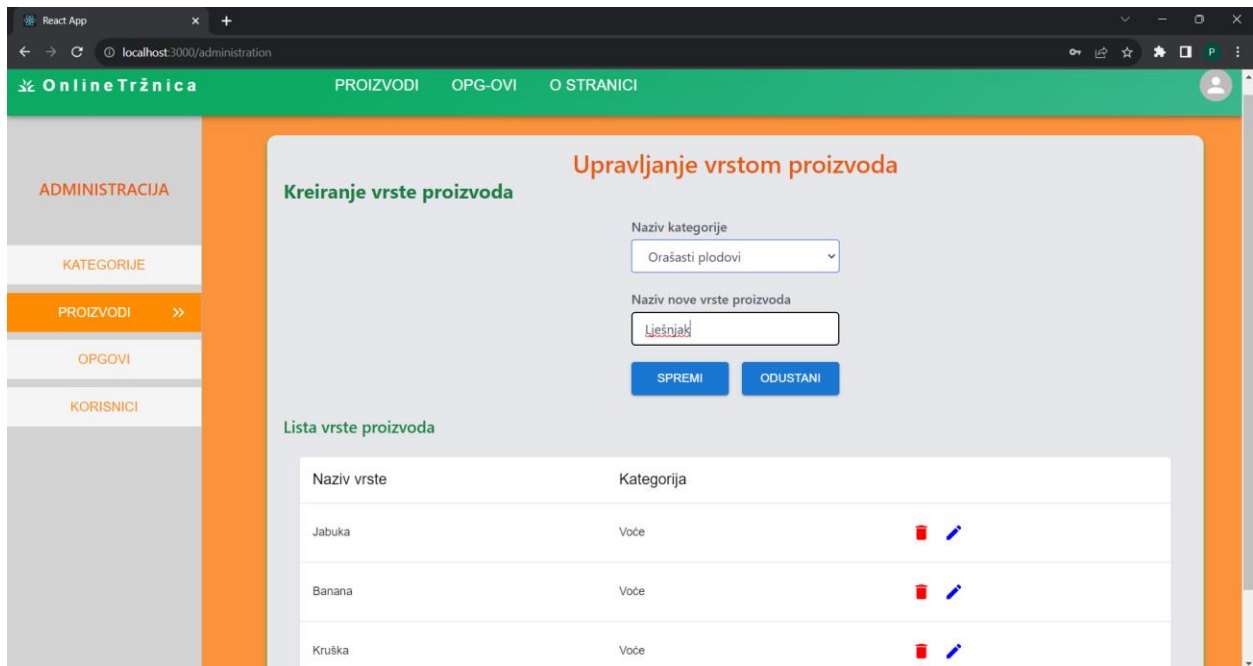 React App
localhost:3000/administration
P
OnlineTržnica PROIZVODI OPG-OVI O STRANICI
ADMINISTRACIJA
KATEGORIJE
PROIZVODI
OPGOVI
KORISNICI
Upravljanje vrstom proizvoda
Kreiranje vrste proizvoda
Naziv kategorije
Orašasti plodovi
Naziv nove vrste proizvoda
Lješnjak
SPREMI ODUSTANI
Lista vrste proizvoda
Naziv vrste Kategorija
Jabuka Voće
Banana Voće
Kruška Voće